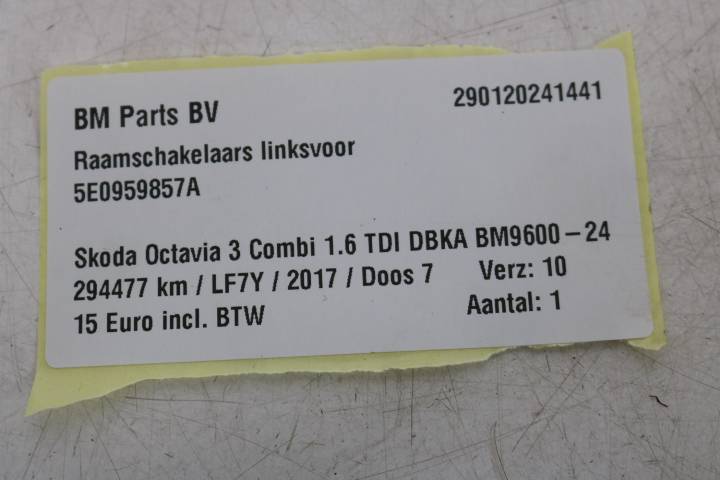 BM Parts BV 290120241441
Raamschakelaars linksvoor
5E0959857A
Skoda Octavia 3 Combi 1.6 TDI DBKA BM9600-24
294477 km / LF7Y / 2017 / Doos 7 Verz: 10
15 Euro incl. BTW Aantal: 1